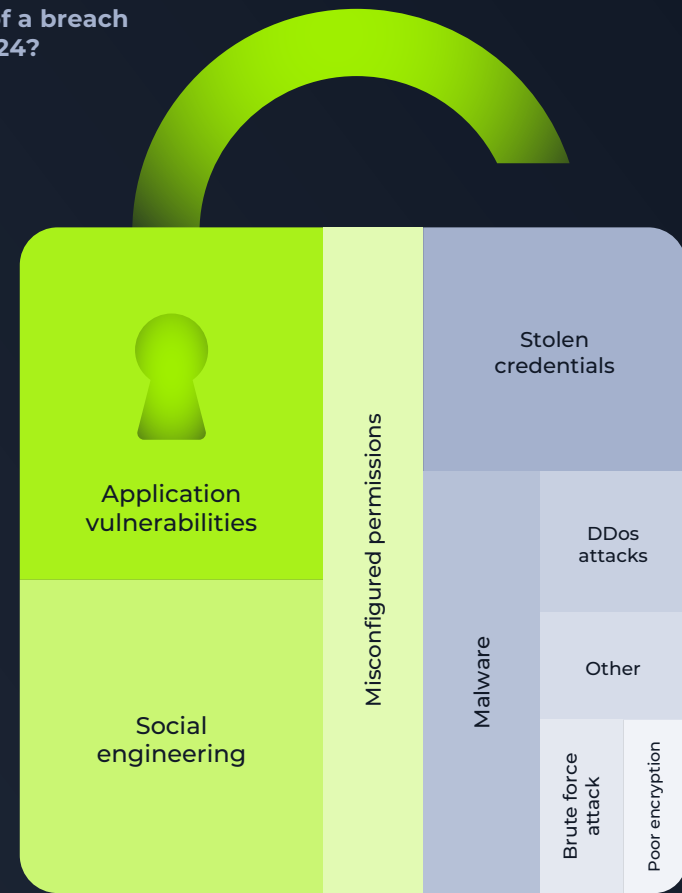 f a breach
24?
Application
vulnerabilities
Social
engineering
Misconfigured permissions
Stolen
credentials
Malware
DDos
attacks
Other
Brute force
attack
Poor encryption